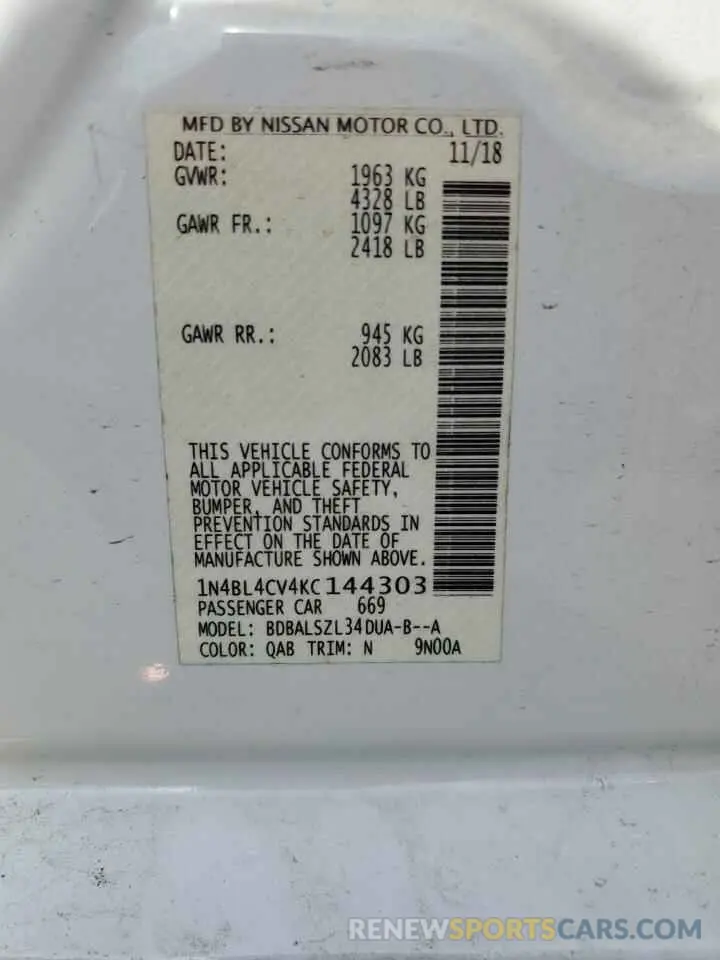 MFD BY NISSAN MOTOR CO., LTD.
DATE: 11/18
GVWR: 1963 KG
4328 LB
GAWR FR.: 1097 KG
2418 LB
GAWR RR.: 945 KG
2083 LB
THIS VEHICLE CONFORMS TO
ALL APPLICABLE FEDERAL
MOTOR VEHICLE SAFETY,
BUMPER, AND THEFT
PREVENTION STANDARDS IN
EFFECT ON THE DATE OF
MANUFACTURE SHOWN ABOVE.
1N4BL4CV4KC144303
PASSENGER CAR 669
MODEL: BDBALSZL34DUA-B--A
COLOR: QAB TRIM: N 9N00A
RENEWSPORTSCARS.COM